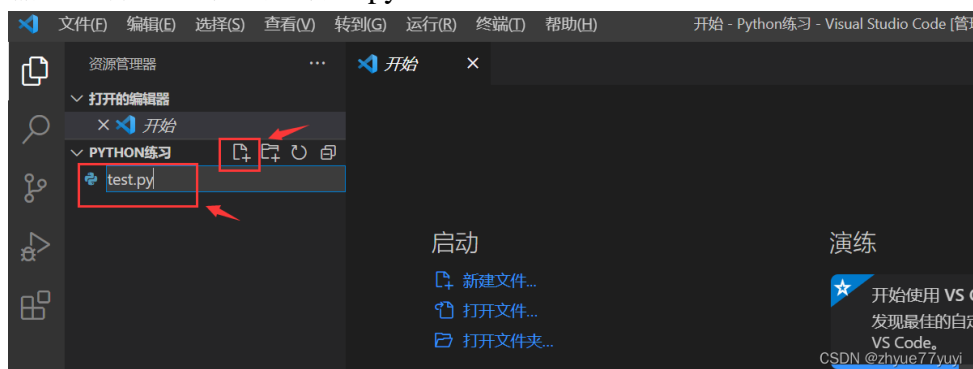 文件(F) 编辑(E) 选择(S) 查看(V) 转到(G) 运行(R) 终端(T) 帮助(H) 开始 - Python练习 - Visual Studio Code [管
资源管理器 ··· 开始 ×
打开的编辑器
× 开始
PYTHON练习
test.py
启动
演练
新建文件...
打开文件...
打开文件夹...
开始使用 VS
发现最佳的自
VS Code。
CSDN @zhyue77yuyi